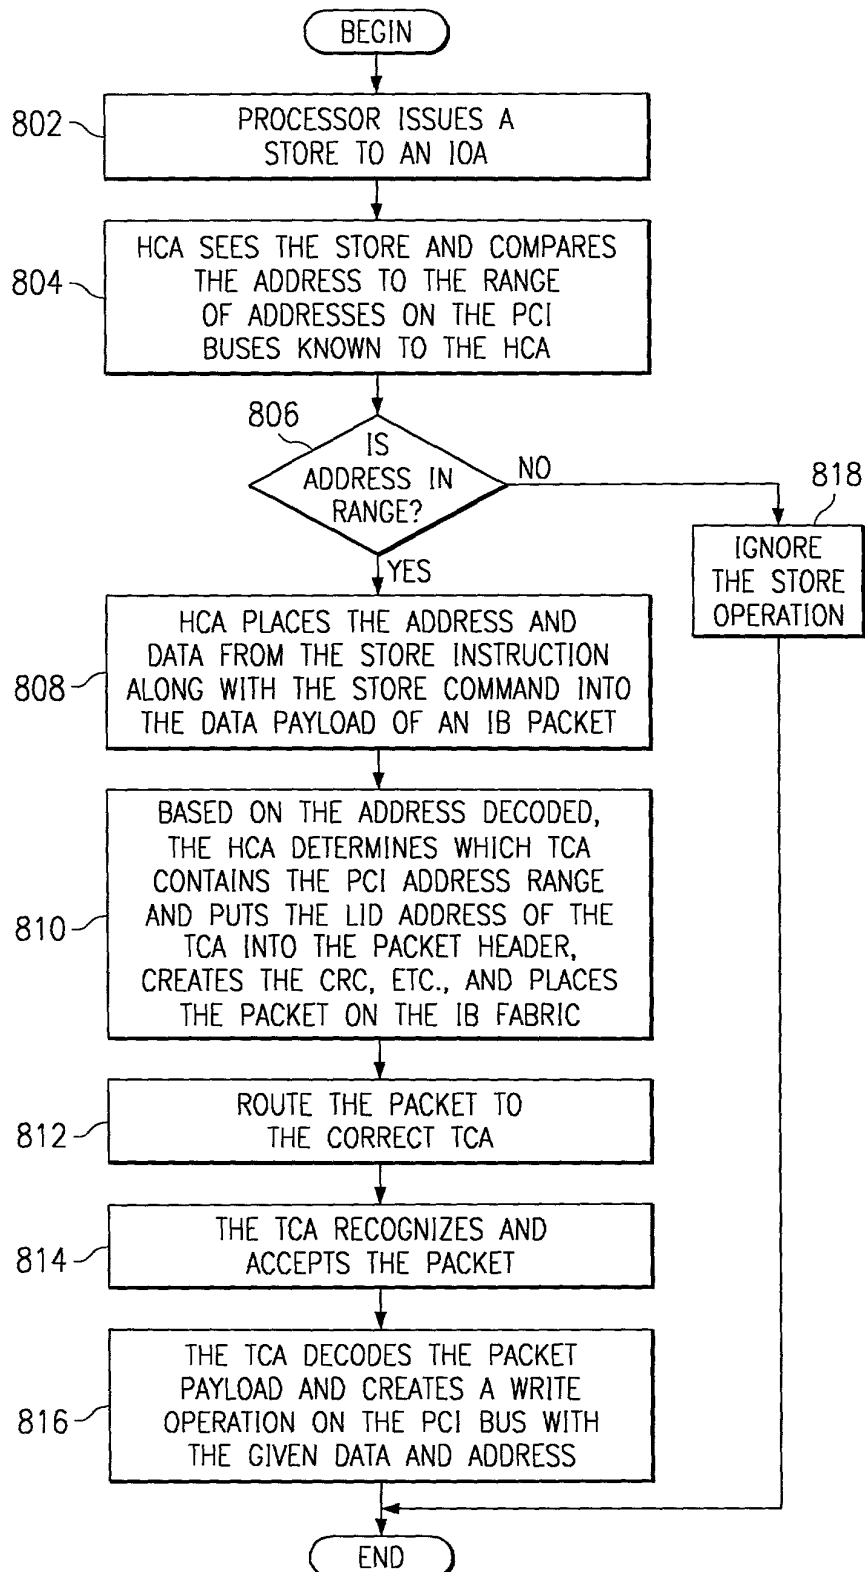 BEGIN
802
PROCESSOR ISSUES A
STORE TO AN IOA
804
HCA SEES THE STORE AND COMPARES
THE ADDRESS TO THE RANGE
OF ADDRESSES ON THE PCI
BUSES KNOWN TO THE HCA
806
IS
ADDRESS IN
RANGE?
NO
818
IGNORE
THE STORE
OPERATION
YES
808
HCA PLACES THE ADDRESS AND
DATA FROM THE STORE INSTRUCTION
ALONG WITH THE STORE COMMAND INTO
THE DATA PAYLOAD OF AN IB PACKET
810
BASED ON THE ADDRESS DECODED,
THE HCA DETERMINES WHICH TCA
CONTAINS THE PCI ADDRESS RANGE
AND PUTS THE LID ADDRESS OF THE
TCA INTO THE PACKET HEADER,
CREATES THE CRC, ETC., AND PLACES
THE PACKET ON THE IB FABRIC
812
ROUTE THE PACKET TO
THE CORRECT TCA
814
THE TCA RECOGNIZES AND
ACCEPTS THE PACKET
816
THE TCA DECODES THE PACKET
PAYLOAD AND CREATES A WRITE
OPERATION ON THE PCI BUS WITH
THE GIVEN DATA AND ADDRESS
END